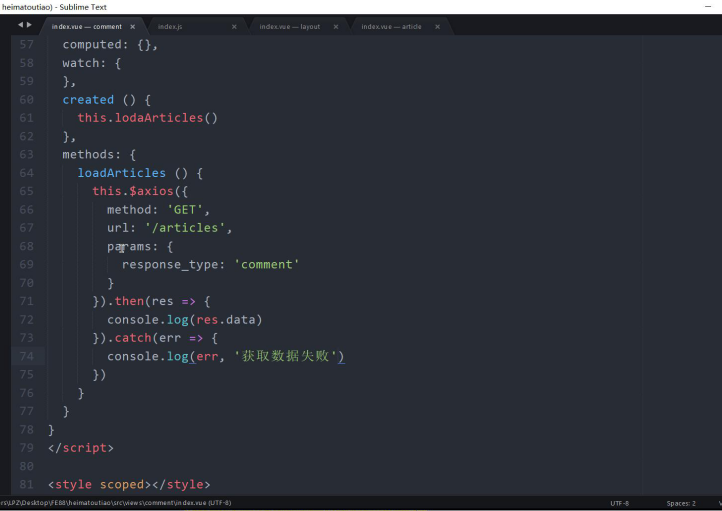 heimatoutiao) - Sublime Text
index.vue — comment × index.js × index.vue — layout × index.vue — article ×
57 computed: {},
58 watch: {
59 },
60 created () {
61 this.lodaArticles()
62 },
63 methods: {
64 loadArticles () {
65 this.$axios({
66 method: 'GET',
67 url: '/articles',
68 params: {
69 response_type: 'comment'
70 }
71 }).then(res => {
72 console.log(res.data)
73 }).catch(err => {
74 console.log(err, '获取数据失败')
75 })
76 }
77 }
78 }
79 </script>
80
81 <style scoped></style>
rs\LPZ\Desktop\FE88\heimatoutiao\src\views\comment\index.vue (UTF-8) UTF-8 Spaces: 2